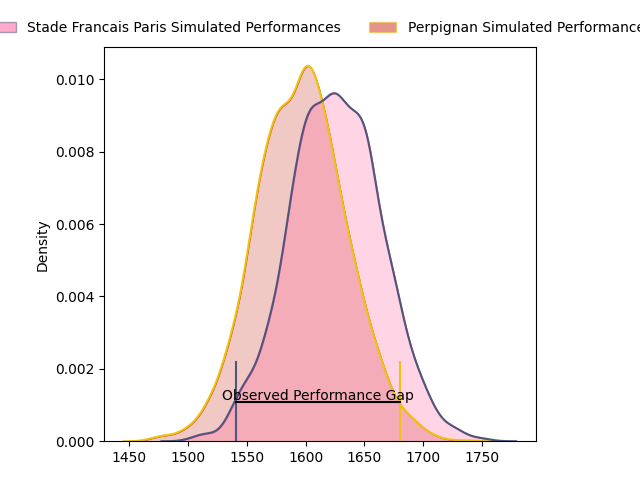 Stade Francais Paris Simulated Performances
Perpignan Simulated Performance
0.010
0.008
0.006
0.004
0.002
0.000
Density
Observed Performance Gap
1450 1500 1550 1600 1650 1700 1750